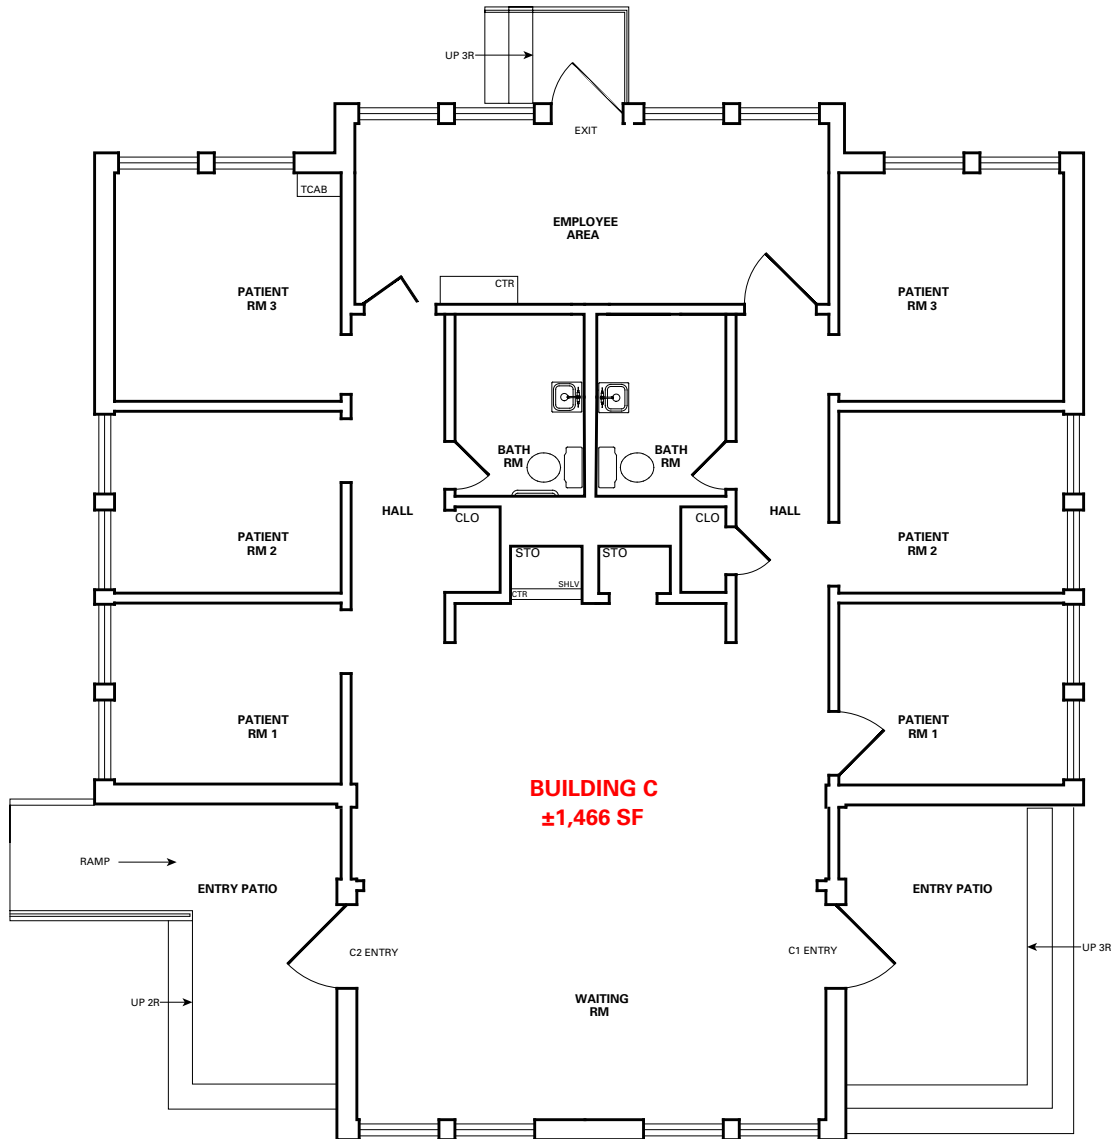 UP 3R
EXIT
TCAB
EMPLOYEE
AREA
CTR
PATIENT
RM 3
PATIENT
RM 3
BATH
RM
BATH
RM
HALL
CLO
CLO
HALL
PATIENT
RM 2
STO
STO
PATIENT
RM 2
SHLV
CTR
PATIENT
RM 1
PATIENT
RM 1
BUILDING C
±1,466 SF
RAMP
ENTRY PATIO
ENTRY PATIO
C2 ENTRY
C1 ENTRY
UP 3R
UP 2R
WAITING
RM